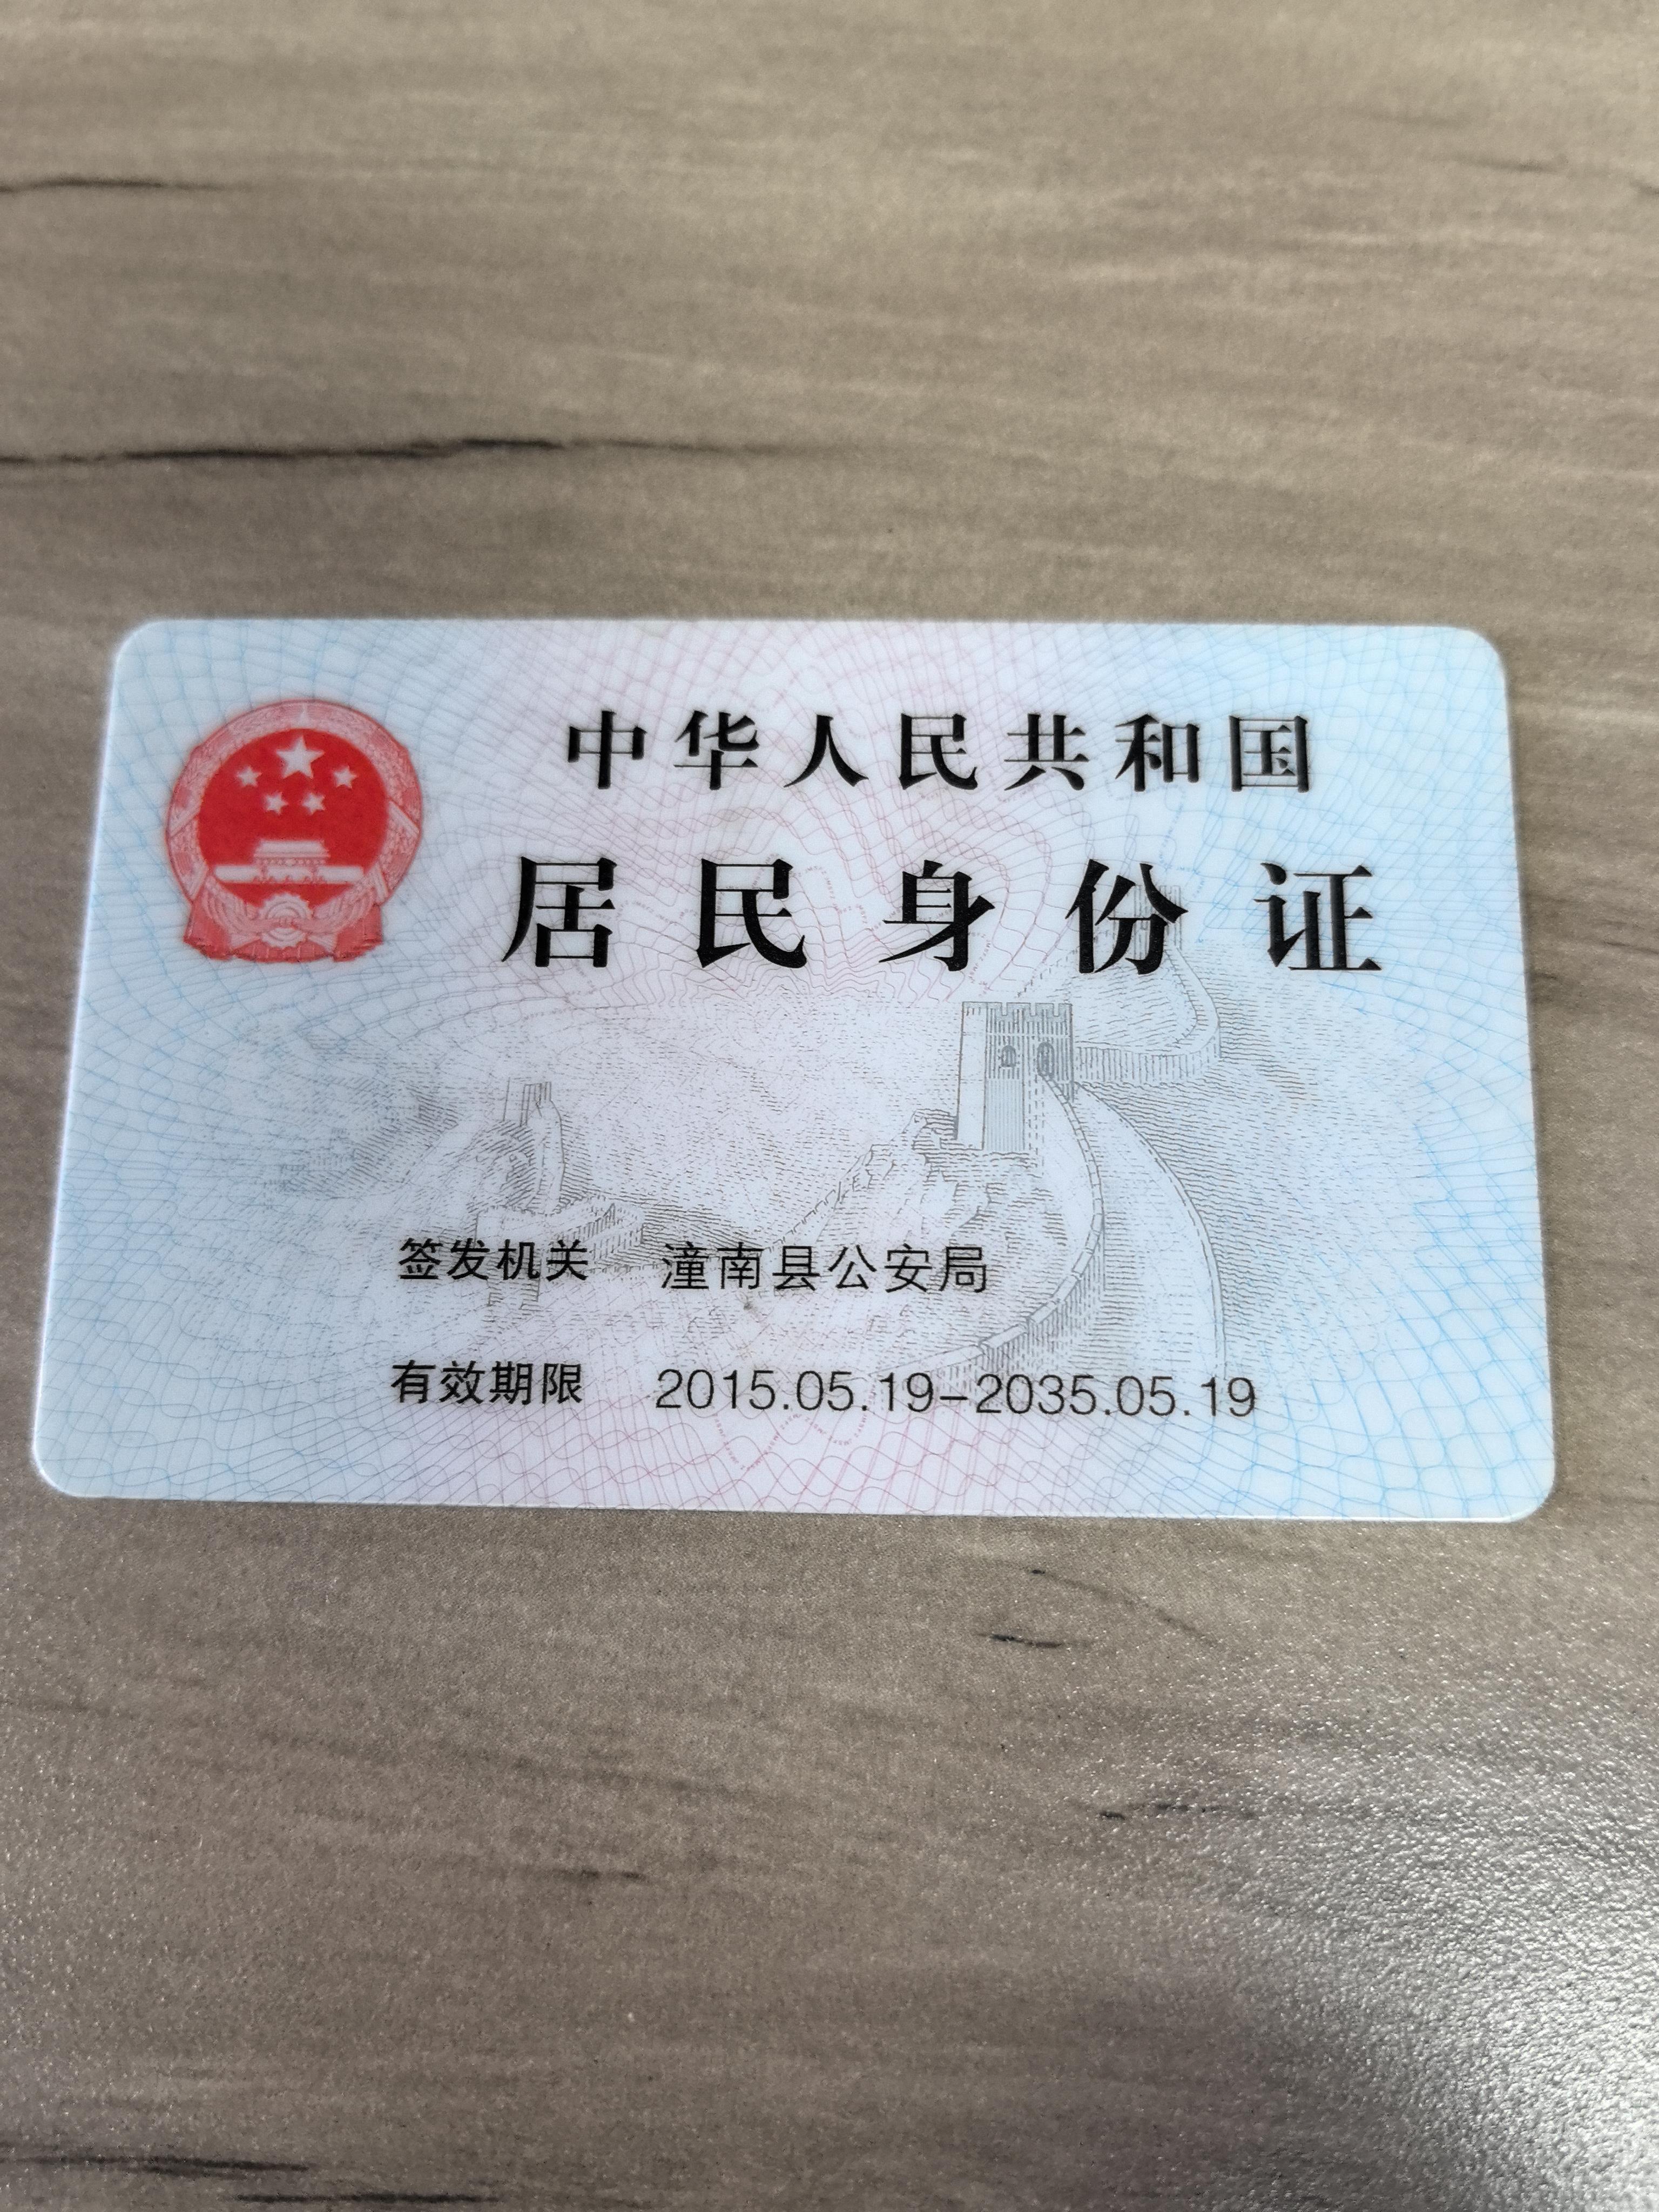 中华人民共和国
居民身份证
签发机关 潼南县公安局
有效期限 2015.05.19-2035.05.19